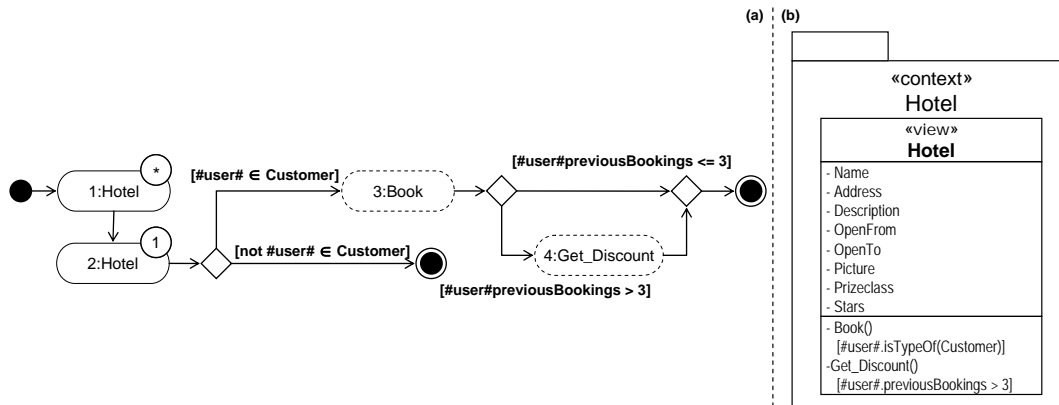 (a)
(b)
*
1:Hotel
1
2:Hotel
[#user# ∈ Customer]
3:Book
[#user#previousBookings <= 3]
[not #user# ∈ Customer]
4:Get_Discount
[#user#previousBookings > 3]
«context»
Hotel
«view»
Hotel
- Name
- Address
- Description
- OpenFrom
- OpenTo
- Picture
- Prizeclass
- Stars
- Book()
[#user#.isTypeOf(Customer)]
-Get_Discount()
[#user#.previousBookings > 3]